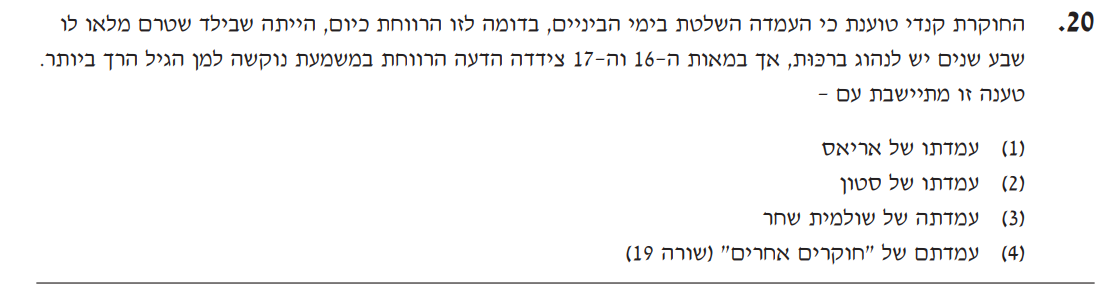 20. החוקרת קנדי טוענת כי העמדה השלטת בימי הביניים, בדומה לזו הרווחת כיום, הייתה שבילד שטרם מלאו לו
שבע שנים יש לנהוג ברכּוּת, אך במאות ה-16 וה-17 צידדה הדעה הרווחת במשמעת נוקשה למן הגיל הרך ביותר.
טענה זו מתיישבת עם -
(1) עמדתו של אריאס
(2) עמדתו של סטון
(3) עמדתה של שולמית שחר
(4) עמדתם של "חוקרים אחרים" (שורה 19)